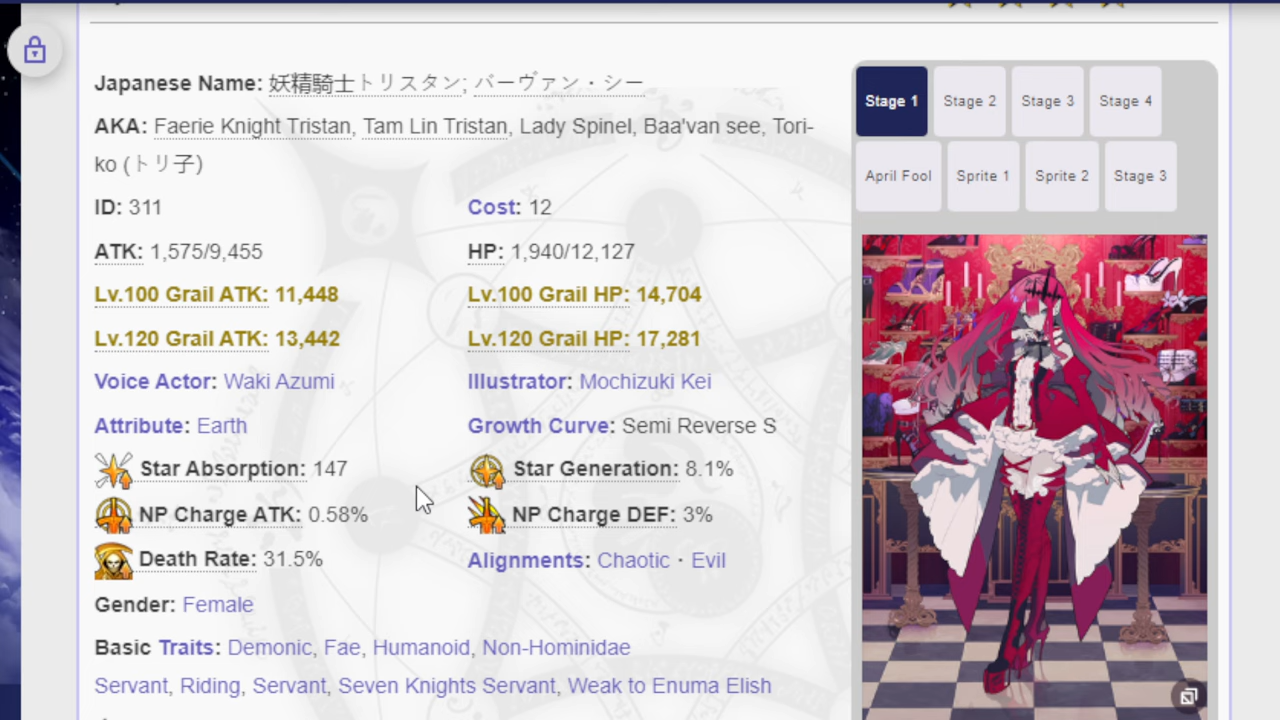 Japanese Name: 妖精騎士トリスタン; バーヴァン・シー
AKA: Faerie Knight Tristan, Tam Lin Tristan, Lady Spinel, Baa'van see, Tori-
ko (トリ子)
ID: 311
Cost: 12
ATK: 1,575/9,455
HP: 1,940/12,127
Lv.100 Grail ATK: 11,448
Lv.100 Grail HP: 14,704
Lv.120 Grail ATK: 13,442
Lv.120 Grail HP: 17,281
Voice Actor: Waki Azumi
Illustrator: Mochizuki Kei
Attribute: Earth
Growth Curve: Semi Reverse S
Star Absorption: 147
Star Generation: 8.1%
NP Charge ATK: 0.58%
NP Charge DEF: 3%
Death Rate: 31.5%
Alignments: Chaotic · Evil
Gender: Female
Basic Traits: Demonic, Fae, Humanoid, Non-Hominidae
Servant, Riding, Servant, Seven Knights Servant, Weak to Enuma Elish
Stage 1 Stage 2 Stage 3 Stage 4
April Fool Sprite 1 Sprite 2 Stage 3